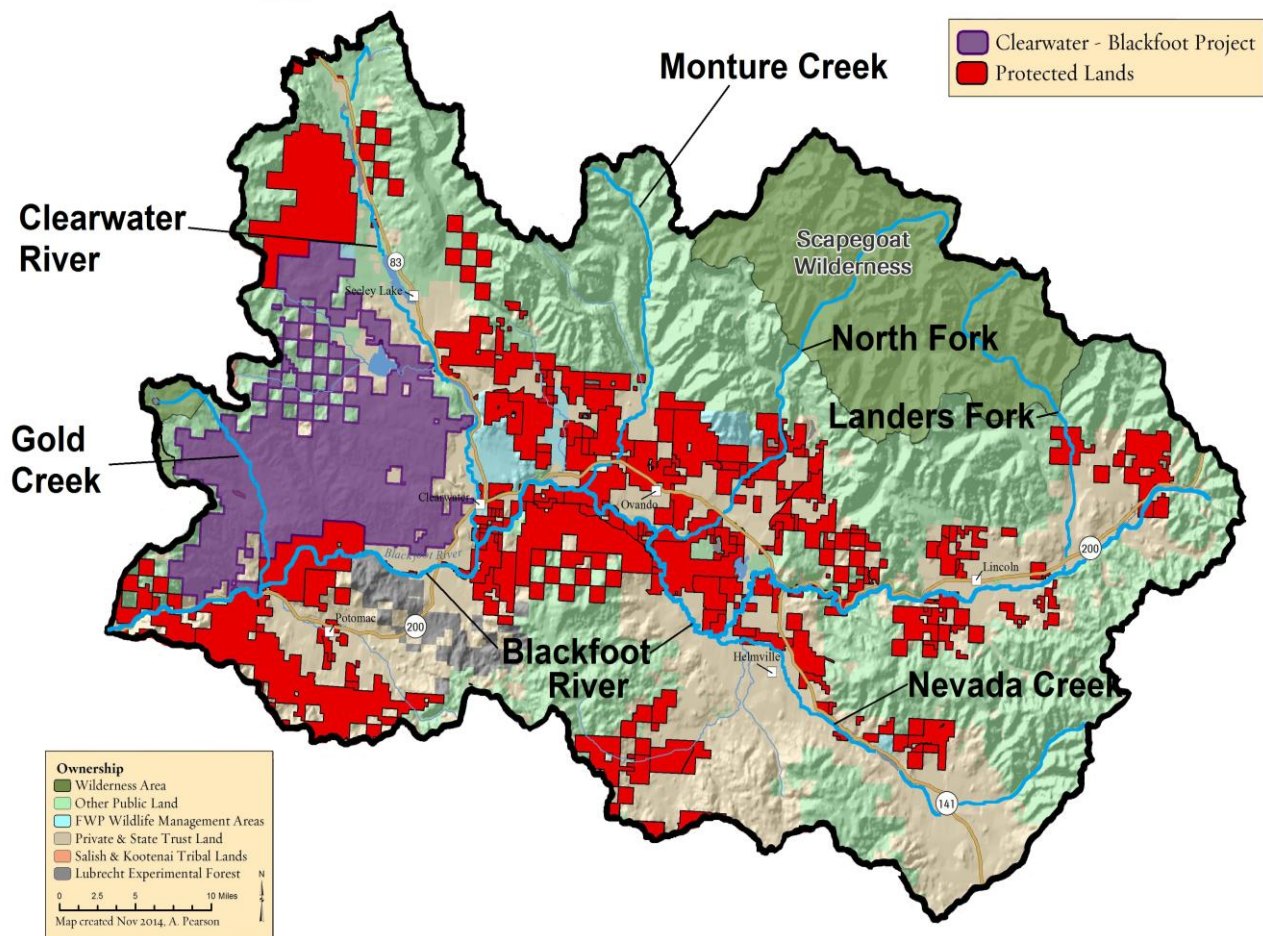 Clearwater - Blackfoot Project
Protected Lands
Monture Creek
Clearwater
River
83
Seeley Lake
Scapegoat
Wilderness
North Fork
Landers Fork
Gold
Creek
Clearwater
Ovando
Blackfoot River
200
Lincoln
Potomac
200
Blackfoot
River
Helmville
Nevada Creek
141
Ownership
Wilderness Area
Other Public Land
FWP Wildlife Management Areas
Private & State Trust Land
Salish & Kootenai Tribal Lands
Lubrecht Experimental Forest
N
S
0 2.5 5 10 Miles
Map created Nov 2014, A. Pearson